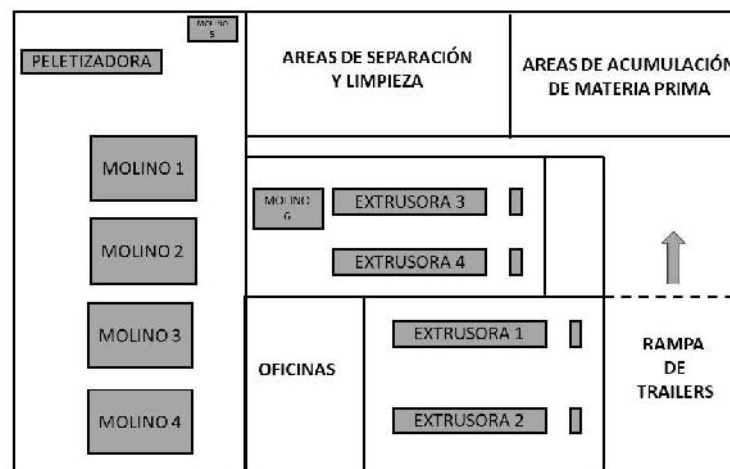 MOLINO
5
PELETIZADORA
AREAS DE SEPARACIÓN
Y LIMPIEZA
AREAS DE ACUMULACIÓN
DE MATERIA PRIMA
MOLINO 1
MOLINO
6
EXTRUSORA 3
MOLINO 2
EXTRUSORA 4
MOLINO 3
EXTRUSORA 1
OFICINAS
RAMPA
DE
TRAILERS
MOLINO 4
EXTRUSORA 2